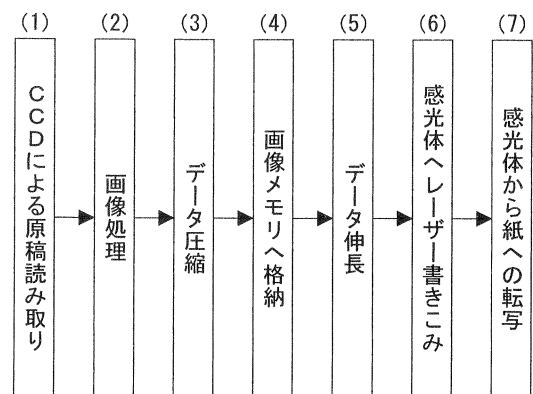 (1)
(2)
(3)
(4)
(5)
(6)
(7)
CCDによる原稿読み取り
画像処理
データ圧縮
画像メモリへ格納
データ伸長
感光体へレーザー書きこみ
感光体から紙への転写